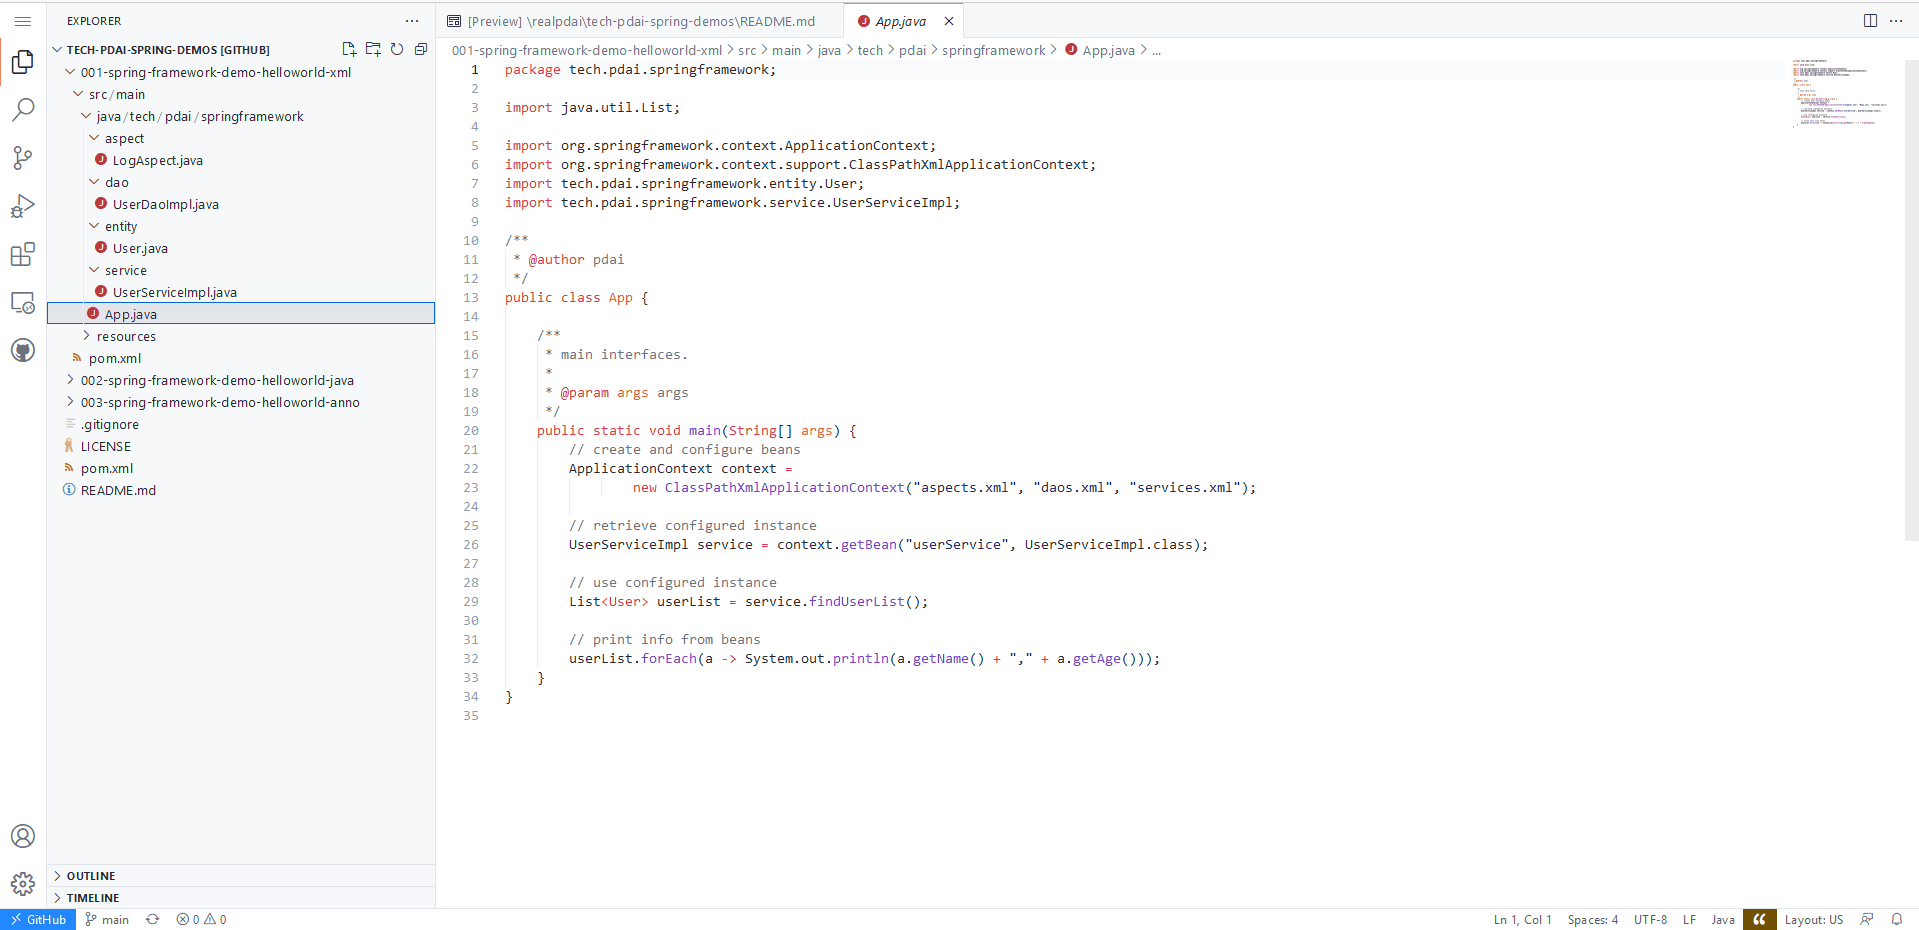 EXPLORER
TECH-PDAI-SPRING-DEMOS [GITHUB]
001-spring-framework-demo-helloworld-xml
src/main
java/tech/pdai/springframework
aspect
LogAspect.java
dao
UserDaoImpl.java
entity
User.java
service
UserServiceImpl.java
App.java
resources
pom.xml
002-spring-framework-demo-helloworld-java
003-spring-framework-demo-helloworld-anno
.gitignore
LICENSE
pom.xml
README.md
OUTLINE
TIMELINE
[Preview] \realpdai\tech-pdai-spring-demos\README.md
App.java
001-spring-framework-demo-helloworld-xml > src > main > java > tech > pdai > springframework > App.java > ...
1 package tech.pdai.springframework;
2
3 import java.util.List;
4
5 import org.springframework.context.ApplicationContext;
6 import org.springframework.context.support.ClassPathXmlApplicationContext;
7 import tech.pdai.springframework.entity.User;
8 import tech.pdai.springframework.service.UserServiceImpl;
9
10 /**
11  * @author pdai
12  */
13 public class App {
14
15     /**
16      * main interfaces.
17      *
18      * @param args args
19      */
20     public static void main(String[] args) {
21         // create and configure beans
22         ApplicationContext context =
23                 new ClassPathXmlApplicationContext("aspects.xml", "daos.xml", "services.xml");
24
25         // retrieve configured instance
26         UserServiceImpl service = context.getBean("userService", UserServiceImpl.class);
27
28         // use configured instance
29         List<User> userList = service.findUserList();
30
31         // print info from beans
32         userList.forEach(a -> System.out.println(a.getName() + "," + a.getAge()));
33     }
34 }
35
GitHub main 0 0 Ln 1, Col 1 Spaces: 4 UTF-8 LF Java Layout: US